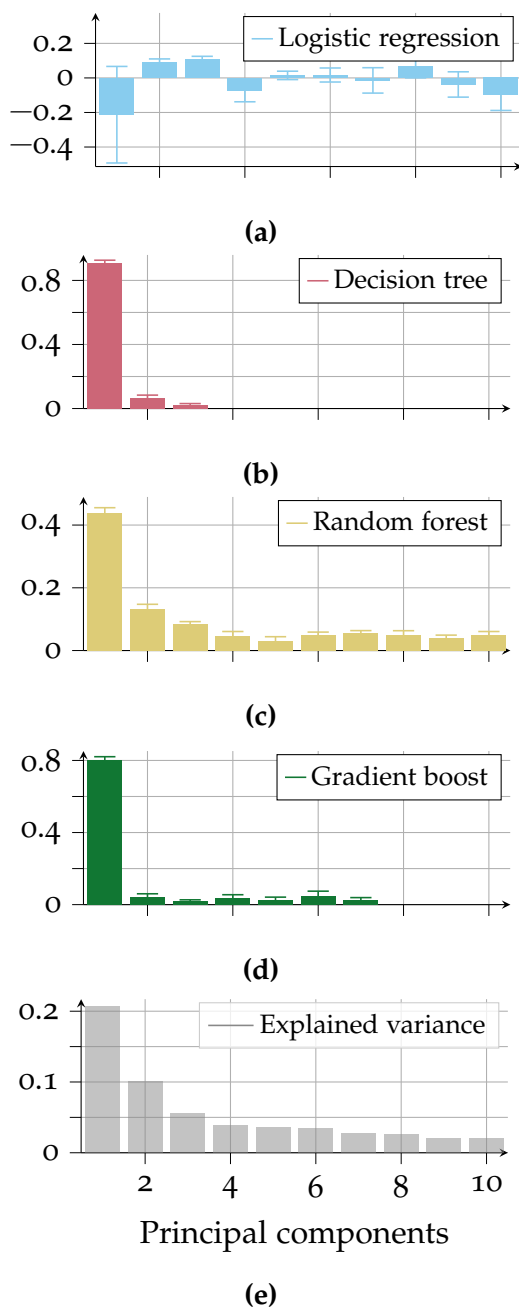 0.2
Logistic regression
0
−0.2
−0.4
(a)
0.8
Decision tree
0.4
0
(b)
0.4
Random forest
0.2
0
(c)
0.8
Gradient boost
0.4
0
(d)
0.2
Explained variance
0.1
0
2 4 6 8 10
Principal components
(e)